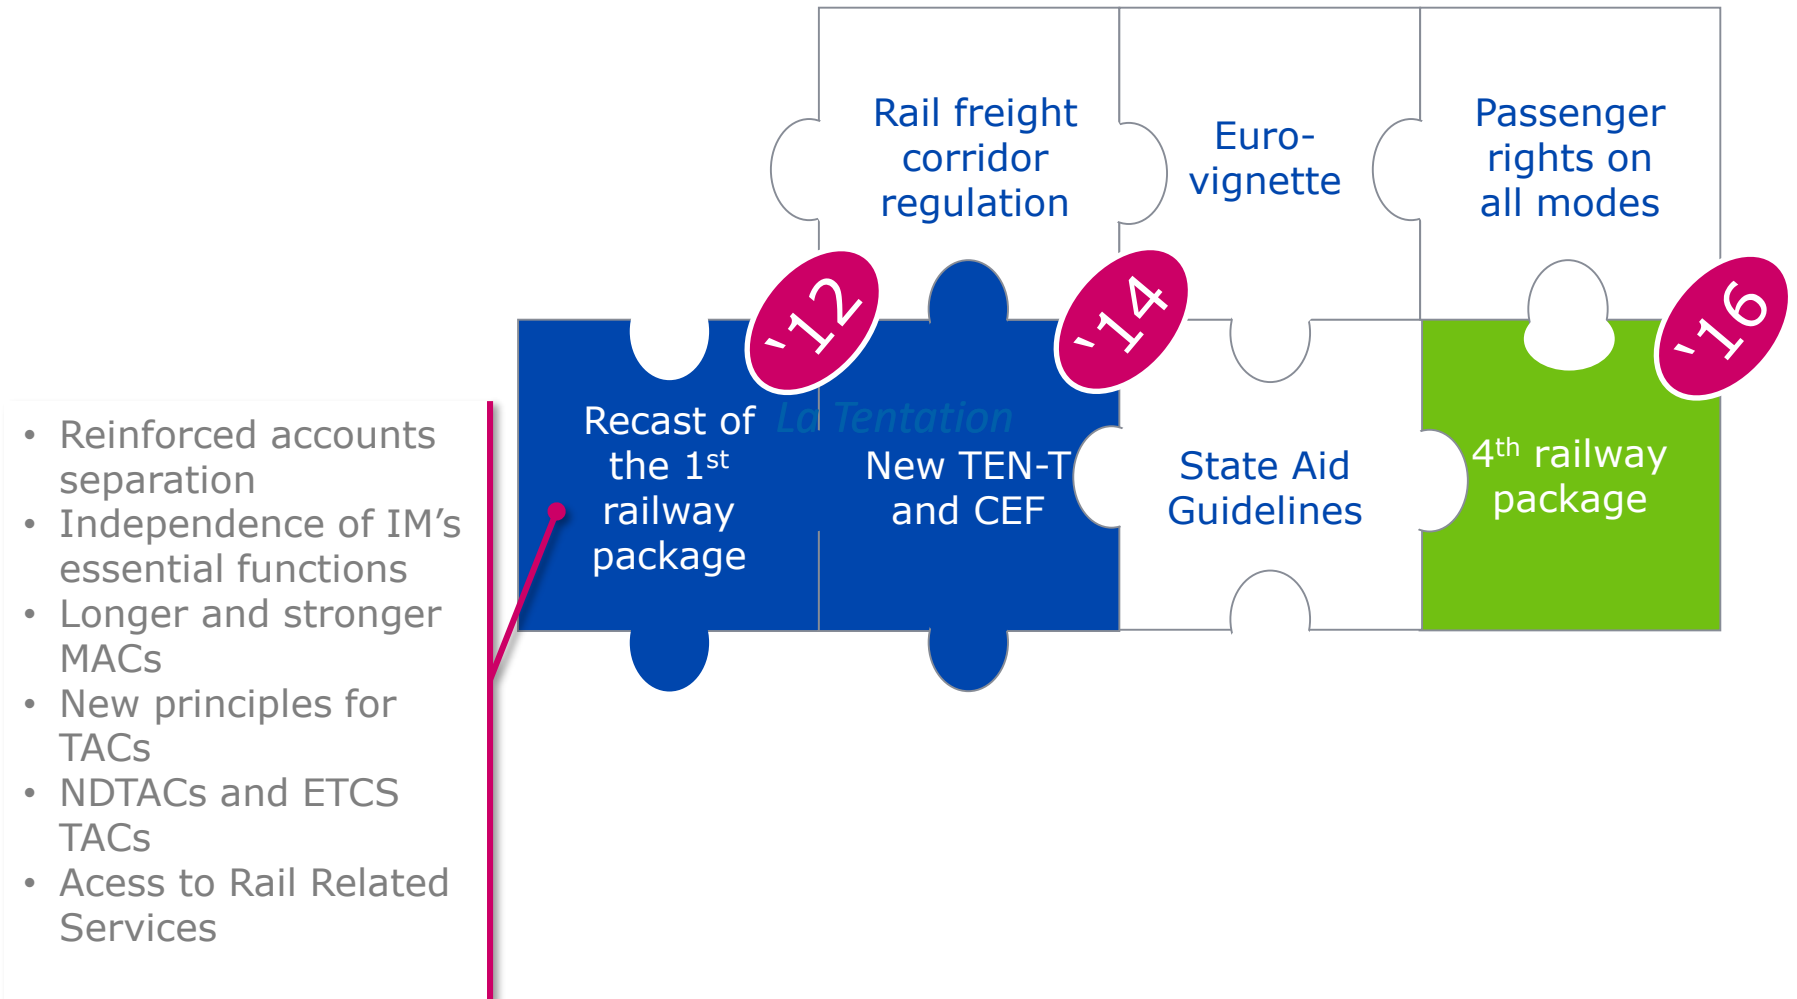 Rail freight
corridor
regulation
Euro-
vignette
Passenger
rights on
all modes
`12
`14
`16
Recast of
the 1st
railway
package
La Tentation
New TEN-T
and CEF
State Aid
Guidelines
4th railway
package
• Reinforced accounts
separation
• Independence of IM’s
essential functions
• Longer and stronger
MACs
• New principles for
TACs
• NDTACs and ETCS
TACs
• Acess to Rail Related
Services